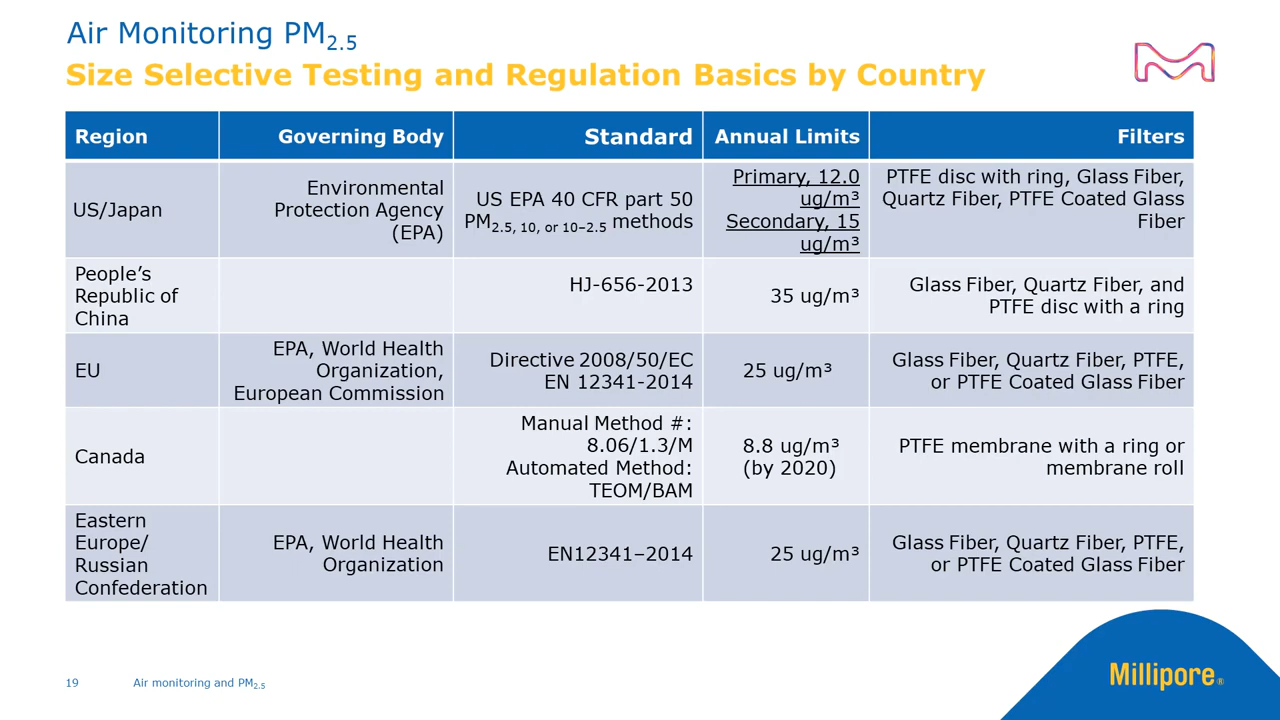 Air Monitoring PM2.5
Size Selective Testing and Regulation Basics by Country
Region
Governing Body
Standard
Annual Limits
Filters
US/Japan
Environmental
Protection Agency
(EPA)
US EPA 40 CFR part 50
PM2.5, 10, or 10–2.5 methods
Primary, 12.0
ug/m³
Secondary, 15
ug/m³
PTFE disc with ring, Glass Fiber,
Quartz Fiber, PTFE Coated Glass
Fiber
People’s
Republic of
China
HJ-656-2013
35 ug/m³
Glass Fiber, Quartz Fiber, and
PTFE disc with a ring
EU
EPA, World Health
Organization,
European Commission
Directive 2008/50/EC
EN 12341-2014
25 ug/m³
Glass Fiber, Quartz Fiber, PTFE,
or PTFE Coated Glass Fiber
Canada
Manual Method #:
8.06/1.3/M
Automated Method:
TEOM/BAM
8.8 ug/m³
(by 2020)
PTFE membrane with a ring or
membrane roll
Eastern
Europe/
Russian
Confederation
EPA, World Health
Organization
EN12341–2014
25 ug/m³
Glass Fiber, Quartz Fiber, PTFE,
or PTFE Coated Glass Fiber
19
Air monitoring and PM2.5
Millipore®